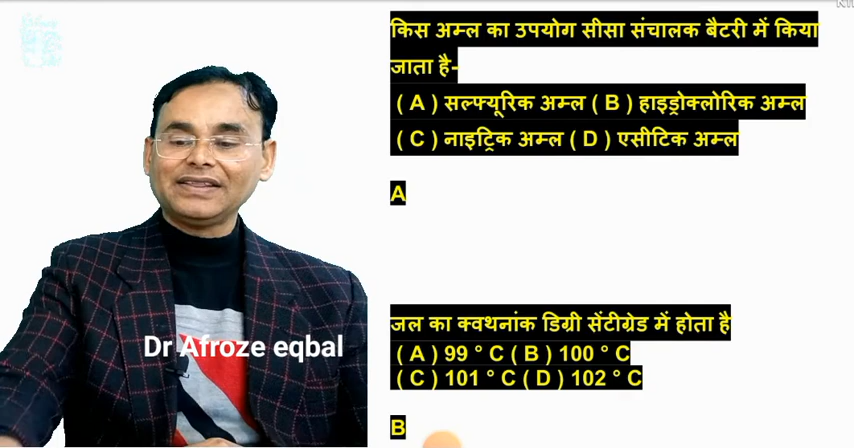 किस अम्ल का उपयोग सीसा संचालक बैटरी में किया
जाता है-
( A ) सल्फ्यूरिक अम्ल ( B ) हाइड्रोक्लोरिक अम्ल
( C ) नाइट्रिक अम्ल ( D ) एसीटिक अम्ल
A
Dr Afroze eqbal
जल का क्वथनांक डिग्री सेंटीग्रेड में होता है
( A ) 99 ° C ( B ) 100 ° C
( C ) 101 ° C ( D ) 102 ° C
B